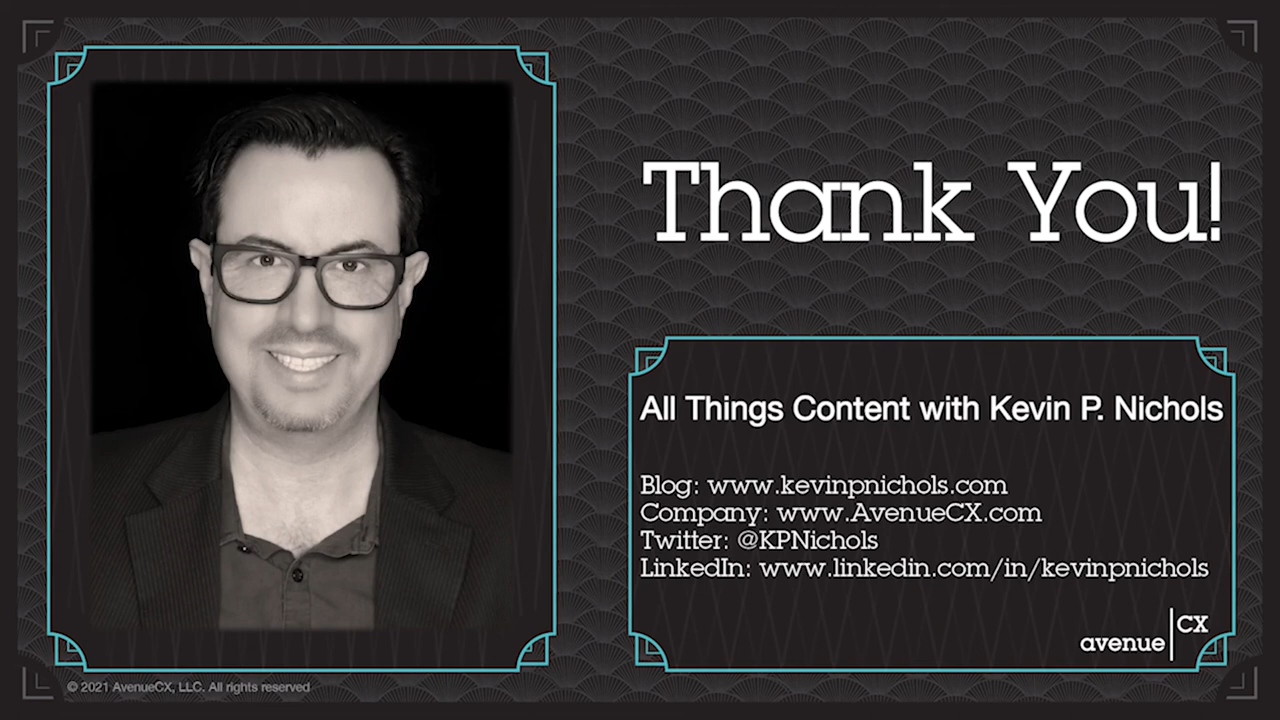 Thank You!
All Things Content with Kevin P. Nichols
Blog: www.kevinpnichols.com
Company: www.AvenueCX.com
Twitter: @KPNichols
LinkedIn: www.linkedin.com/in/kevinpnichols
avenue CX
© 2021 AvenueCX, LLC. All rights reserved